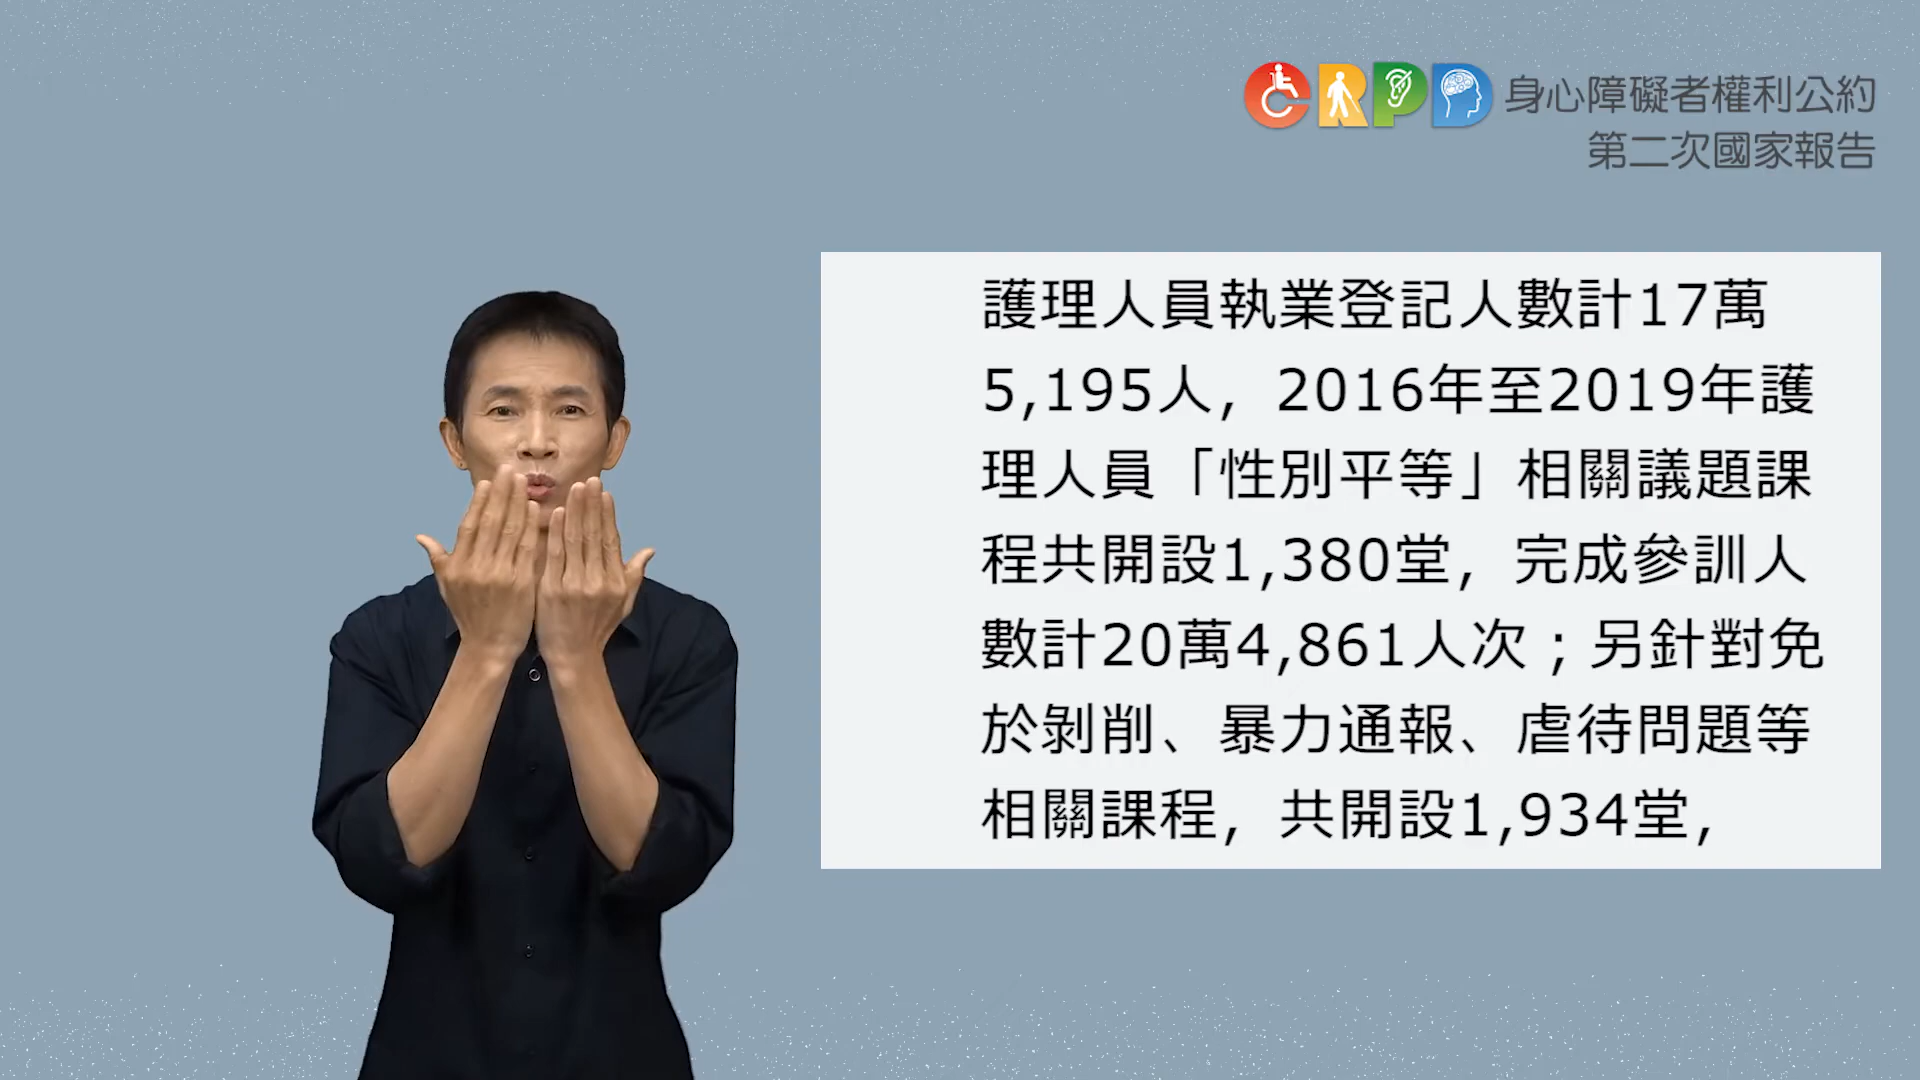 CRPD 身心障礙者權利公約
第二次國家報告
護理人員執業登記人數計17萬
5,195人，2016年至2019年護
理人員「性別平等」相關議題課
程共開設1,380堂，完成參訓人
數計20萬4,861人次；另針對免
於剝削、暴力通報、虐待問題等
相關課程，共開設1,934堂，